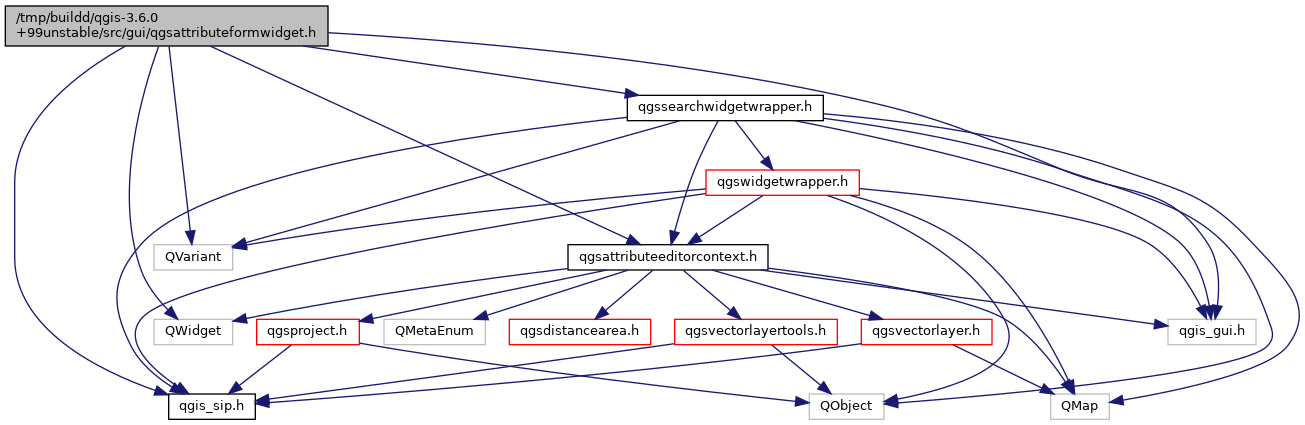 /tmp/buildd/qgis-3.6.0
+99unstable/src/gui/qgsattributeformwidget.h
qgssearchwidgetwrapper.h
qgswidgetwrapper.h
QVariant
qgsattributeeditorcontext.h
QWidget
qgsproject.h
QMetaEnum
qgsdistancearea.h
qgsvectorlayertools.h
qgsvectorlayer.h
qgis_gui.h
qgis_sip.h
QObject
QMap